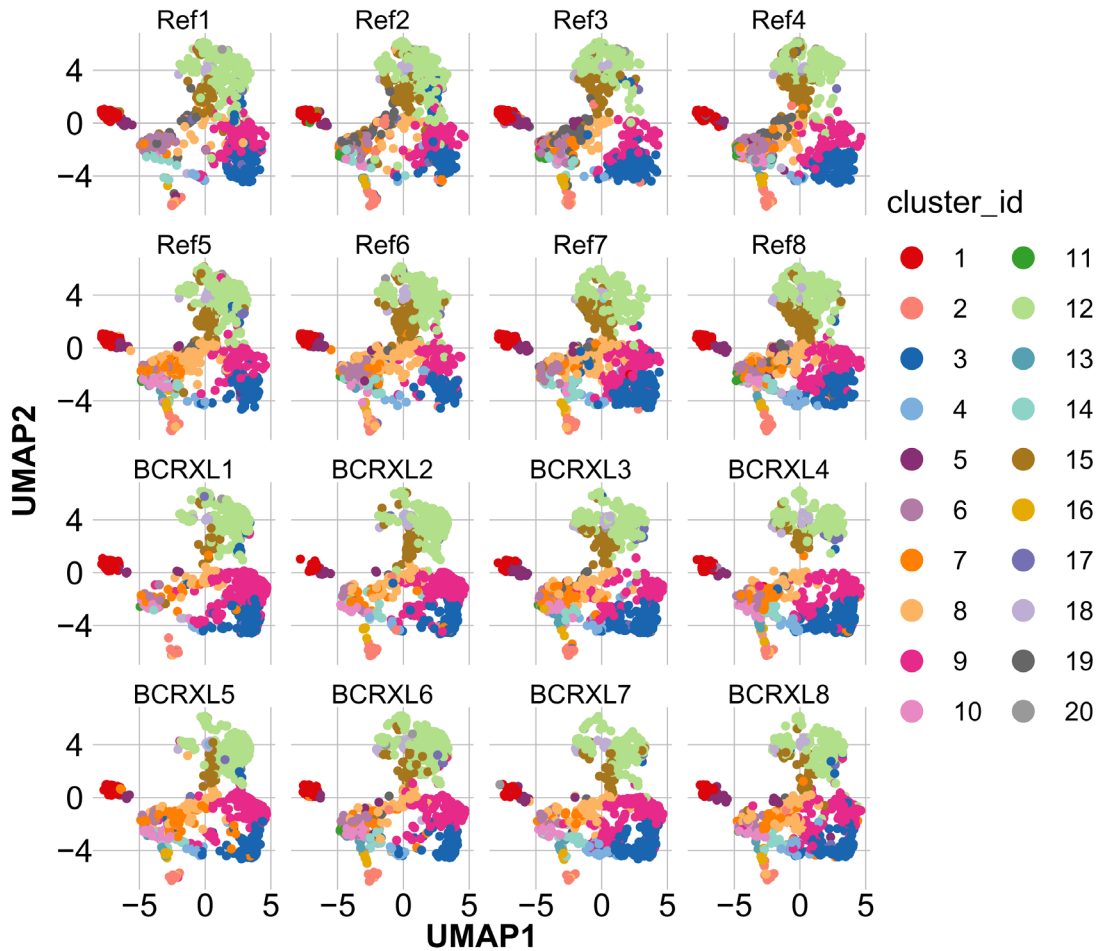 Ref1 Ref2 Ref3 Ref4
4
0
−4
Ref5 Ref6 Ref7 Ref8
4
0
−4
BCRXL1 BCRXL2 BCRXL3 BCRXL4
4
0
−4
BCRXL5 BCRXL6 BCRXL7 BCRXL8
4
0
−4
−5 0 5 −5 0 5 −5 0 5 −5 0 5
UMAP1
UMAP2
cluster_id
1 11
2 12
3 13
4 14
5 15
6 16
7 17
8 18
9 19
10 20